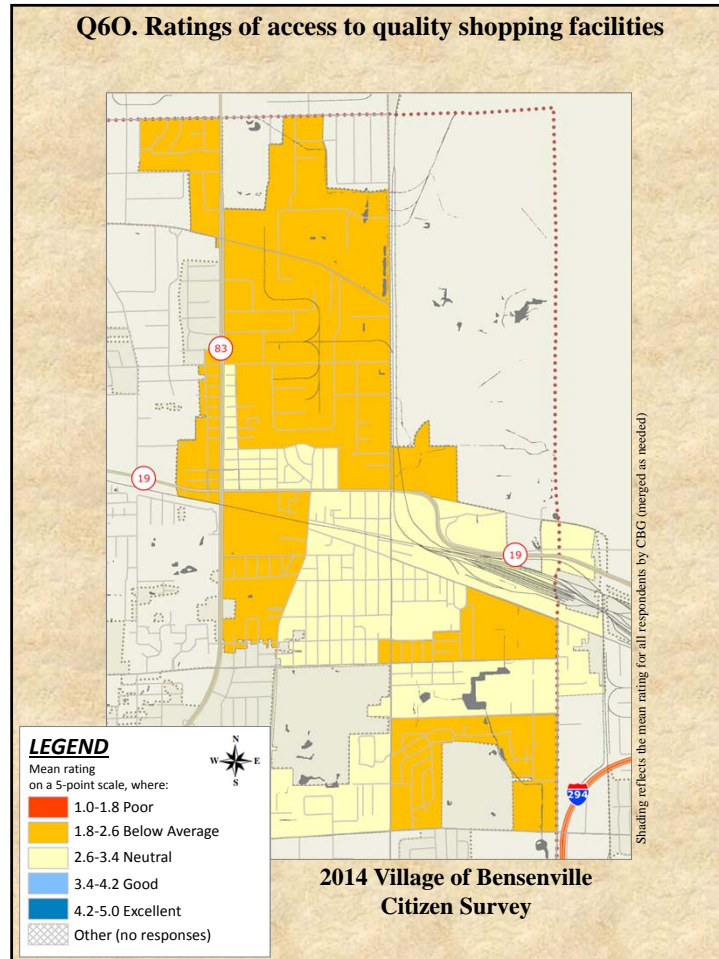 Q6O. Ratings of access to quality shopping facilities
83
19
19
294
Shading reflects the mean rating for all respondents by CBG (merged as needed)
LEGEND
Mean rating
on a 5-point scale, where:
1.0-1.8 Poor
1.8-2.6 Below Average
2.6-3.4 Neutral
3.4-4.2 Good
4.2-5.0 Excellent
Other (no responses)
N
W E
S
2014 Village of Bensenville
Citizen Survey